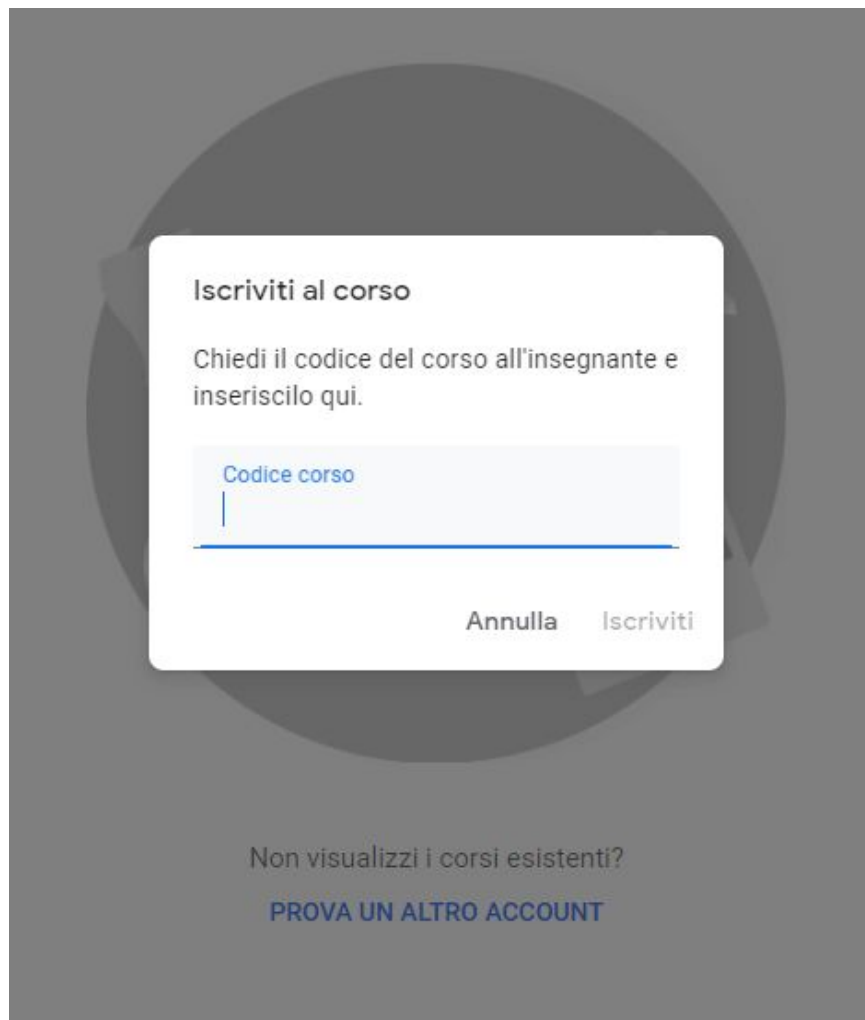 Iscriviti al corso
Chiedi il codice del corso all'insegnante e
inseriscilo qui.
Codice corso
Annulla Iscriviti
Non visualizzi i corsi esistenti?
PROVA UN ALTRO ACCOUNT